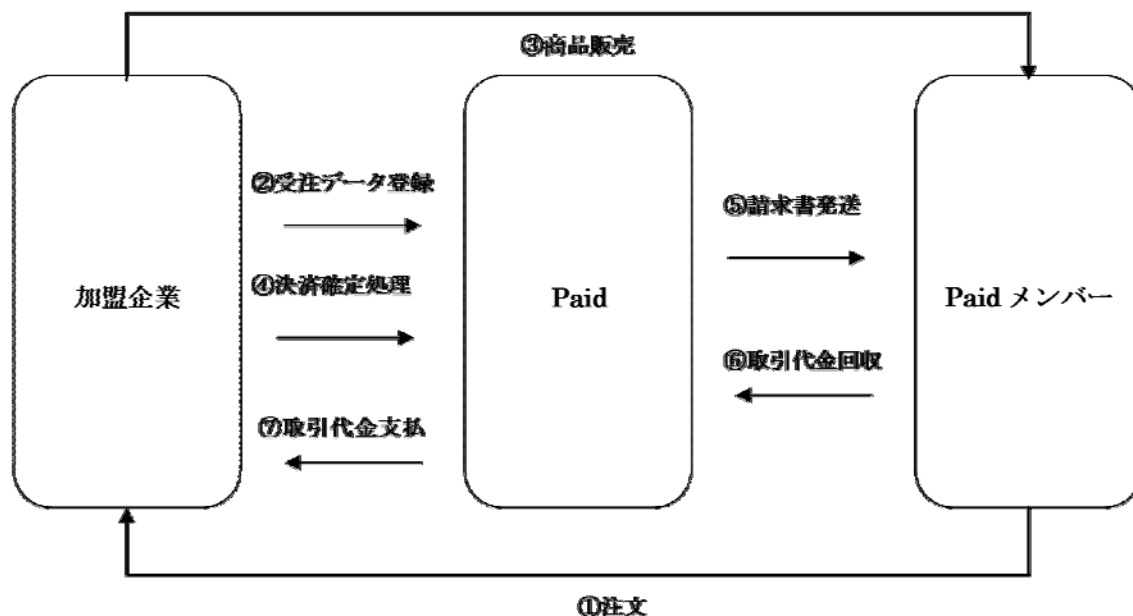 ③商品販売
②受注データ登録
⑤請求書発送
加盟企業
④決済確定処理
Paid
Paid メンバー
⑥取引代金回収
⑦取引代金支払
①注文